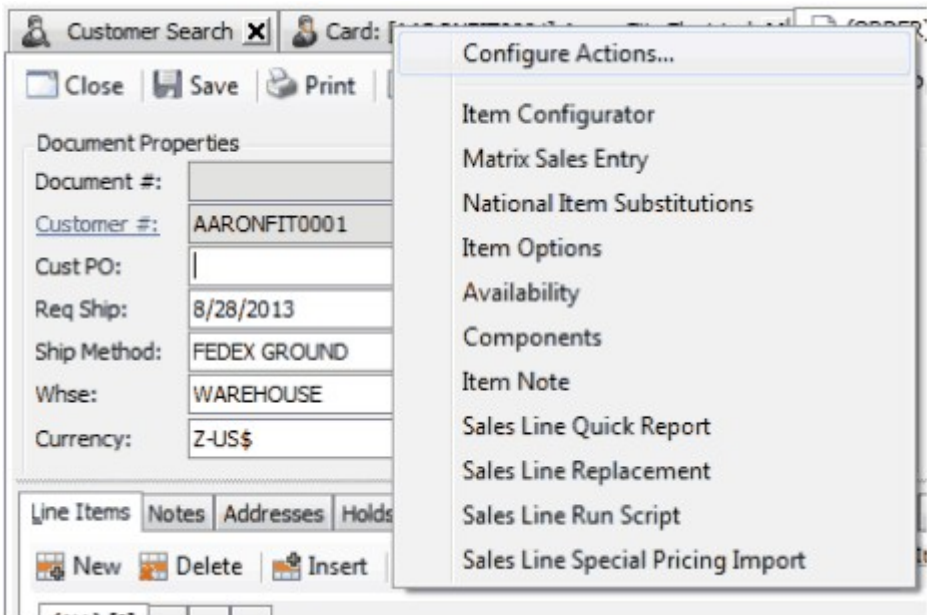 Customer Search
Card: [
Configure Actions...
Close Save Print
Item Configurator
Document Properties
Matrix Sales Entry
Document #:
National Item Substitutions
Customer #: AARONFIT0001
Item Options
Cust PO:
Availability
Req Ship: 8/28/2013
Components
Ship Method: FEDEX GROUND
Item Note
Whse: WAREHOUSE
Sales Line Quick Report
Currency: Z-US$
Sales Line Replacement
Line Items Notes Addresses Holds
Sales Line Run Script
New Delete Insert
Sales Line Special Pricing Import